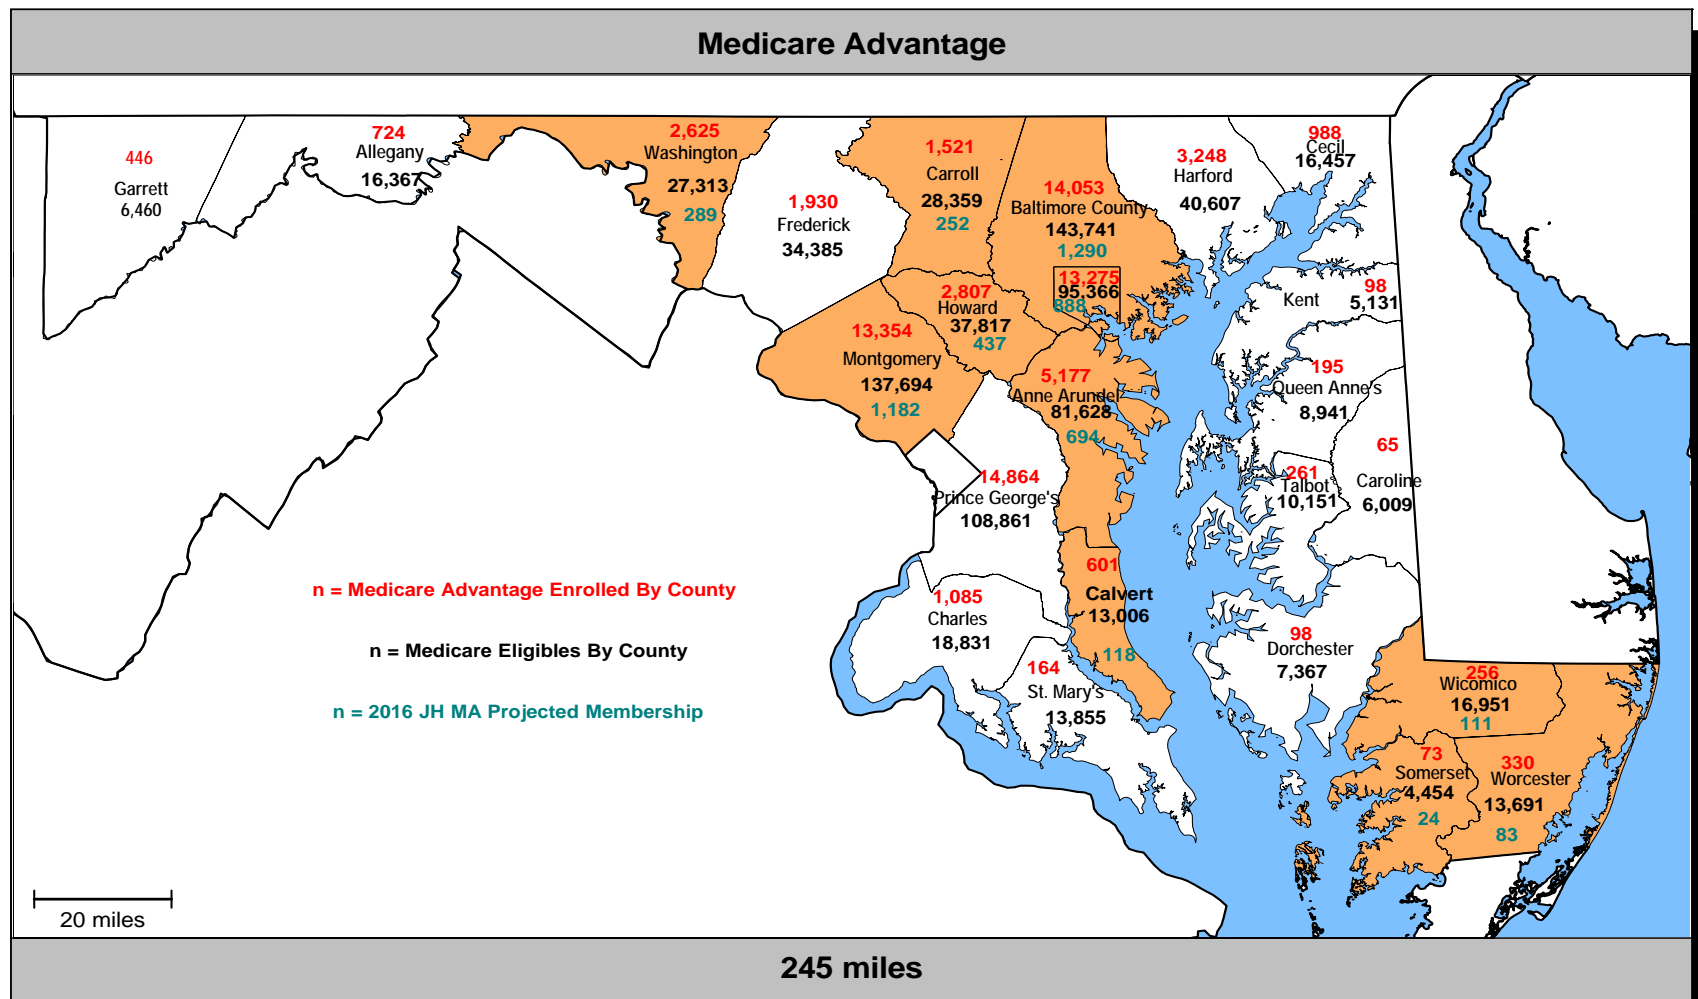 Medicare Advantage
446
Garrett
6,460
724
Allegany
16,367
2,625
Washington
27,313
289
1,930
Frederick
34,385
1,521
Carroll
28,359
252
14,053
Baltimore County
143,741
1,290
13,275
95,366
888
3,248
Harford
40,607
988
Cecil
16,457
98
Kent
5,131
2,807
Howard
37,817
437
13,354
Montgomery
137,694
1,182
5,177
Anne Arundel
81,628
694
195
Queen Anne's
8,941
65
Caroline
6,009
261
Talbot
10,151
14,864
Prince George's
108,861
601
Calvert
13,006
118
1,085
Charles
18,831
164
St. Mary's
13,855
98
Dorchester
7,367
256
Wicomico
16,951
111
73
Somerset
4,454
24
330
Worcester
13,691
83
n = Medicare Advantage Enrolled By County
n = Medicare Eligibles By County
n = 2016 JH MA Projected Membership
20 miles
245 miles